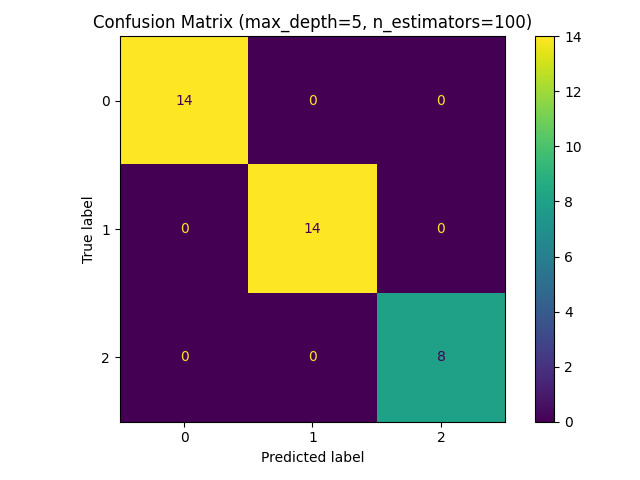 Confusion Matrix (max_depth=5, n_estimators=100)
14
12
10
8
6
4
2
0
True label
0
1
2
14 0 0
0 14 0
0 0 8
0 1 2
Predicted label